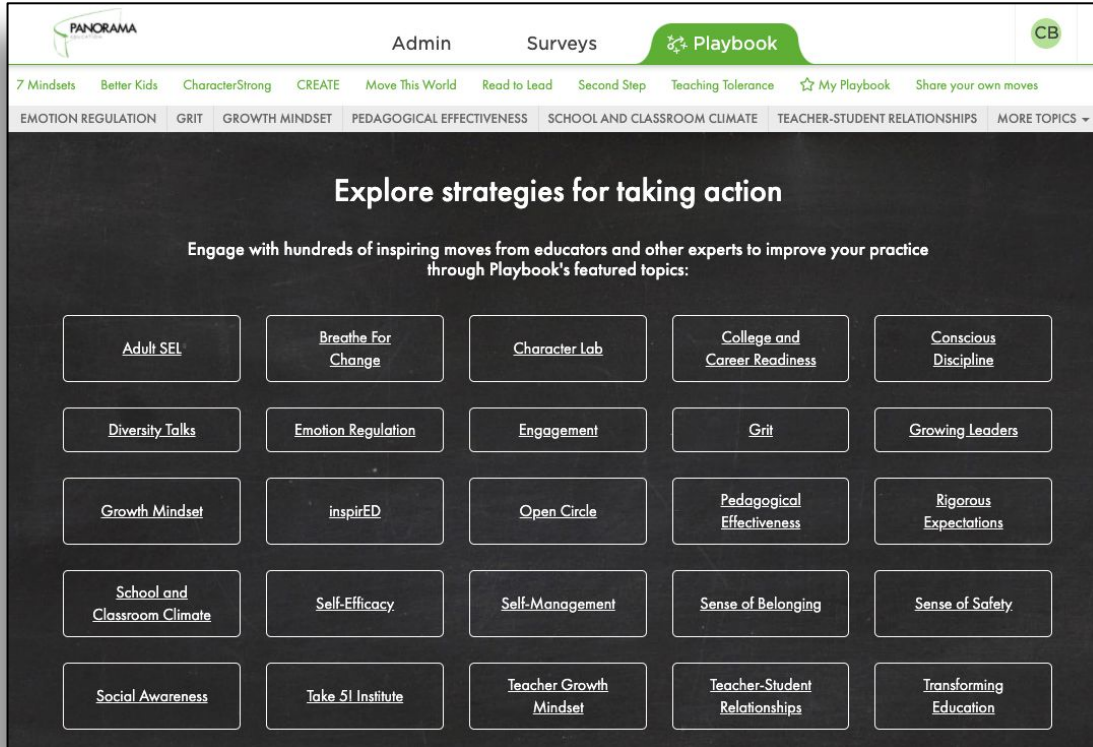 PANORAMA
EDUCATION
Admin
Surveys
Playbook
CB
7 Mindsets
Better Kids
CharacterStrong
CREATE
Move This World
Read to Lead
Second Step
Teaching Tolerance
My Playbook
Share your own moves
EMOTION REGULATION
GRIT
GROWTH MINDSET
PEDAGOGICAL EFFECTIVENESS
SCHOOL AND CLASSROOM CLIMATE
TEACHER-STUDENT RELATIONSHIPS
MORE TOPICS
Explore strategies for taking action
Engage with hundreds of inspiring moves from educators and other experts to improve your practice
through Playbook's featured topics:
Adult SEL
Breathe For
Change
Character Lab
College and
Career Readiness
Conscious
Discipline
Diversity Talks
Emotion Regulation
Engagement
Grit
Growing Leaders
Growth Mindset
inspirED
Open Circle
Pedagogical
Effectiveness
Rigorous
Expectations
School and
Classroom Climate
Self-Efficacy
Self-Management
Sense of Belonging
Sense of Safety
Social Awareness
Take 5! Institute
Teacher Growth
Mindset
Teacher-Student
Relationships
Transforming
Education